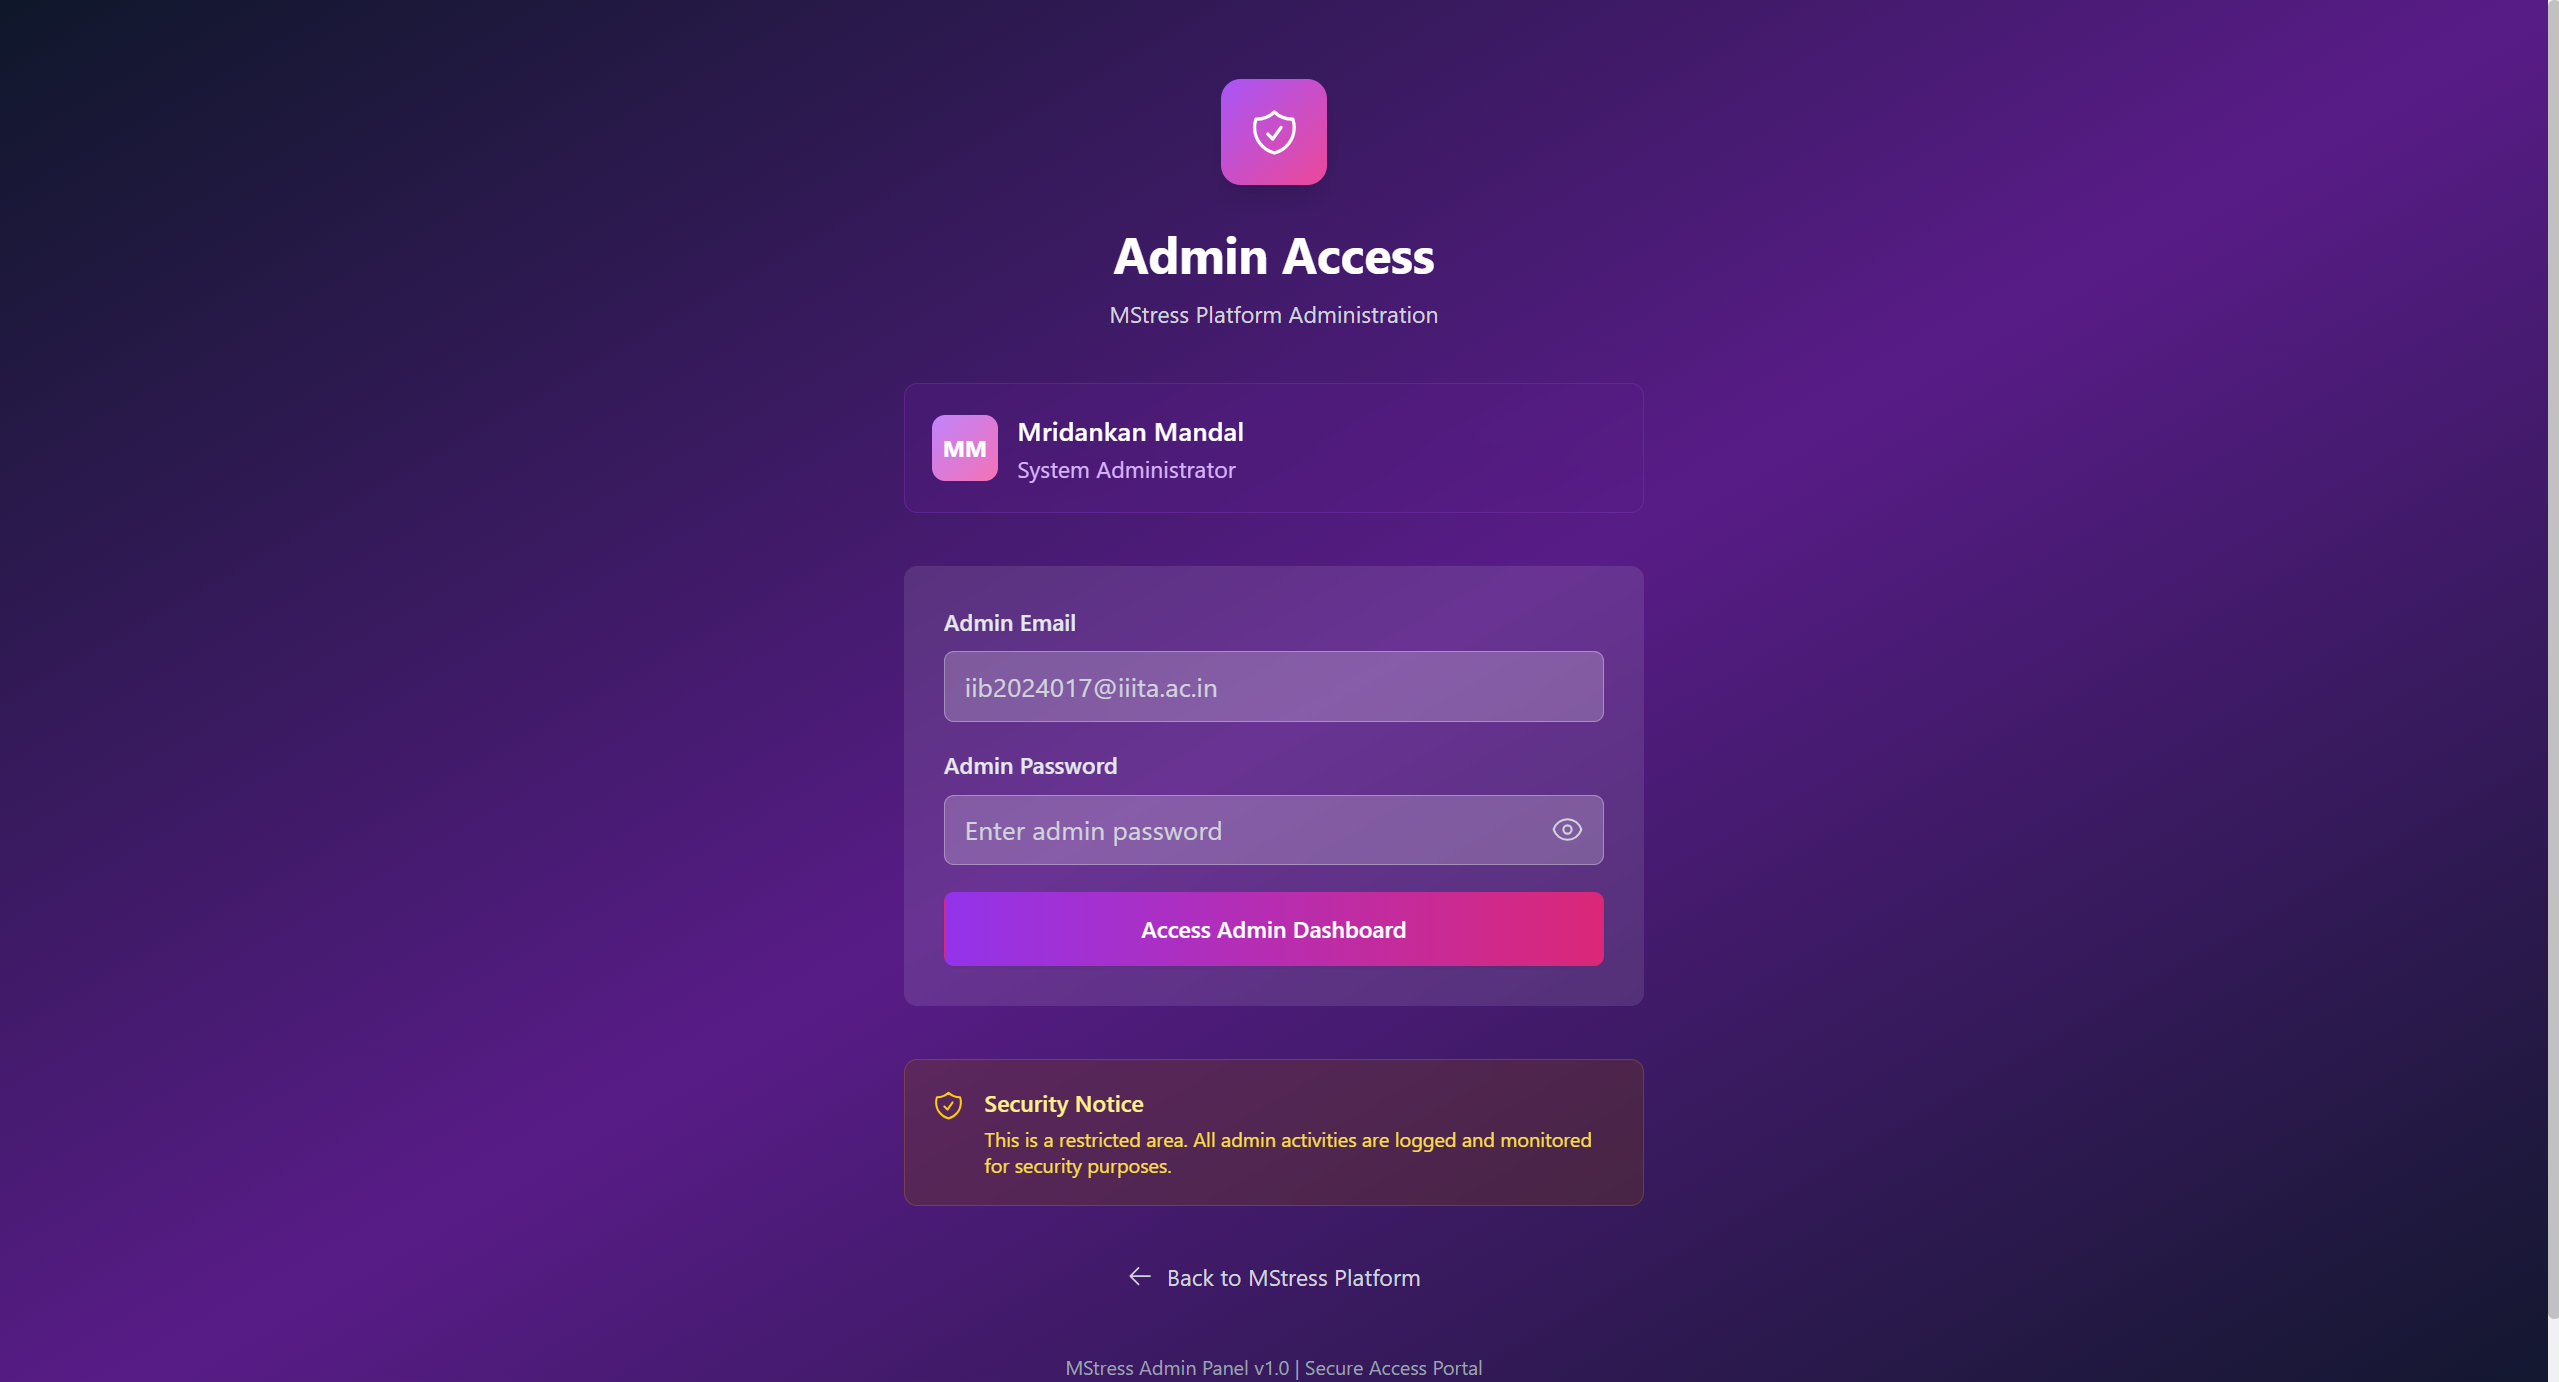 Admin Access
MStress Platform Administration
MM
Mridankan Mandal
System Administrator
Admin Email
iib2024017@iiita.ac.in
Admin Password
Enter admin password
Access Admin Dashboard
Security Notice
This is a restricted area. All admin activities are logged and monitored
for security purposes.
Back to MStress Platform
MStress Admin Panel v1.0 | Secure Access Portal